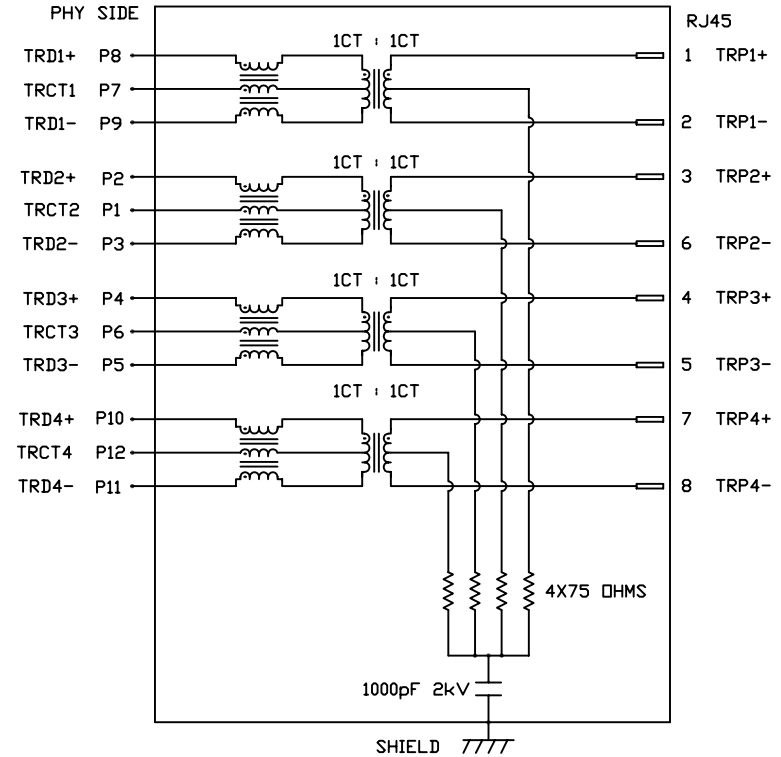 PHY SIDE
RJ45
1CT : 1CT
TRD1+ P8
1 TRP1+
TRCT1 P7
TRD1- P9
2 TRP1-
1CT : 1CT
TRD2+ P2
3 TRP2+
TRCT2 P1
TRD2- P3
6 TRP2-
1CT : 1CT
TRD3+ P4
4 TRP3+
TRCT3 P6
TRD3- P5
5 TRP3-
1CT : 1CT
TRD4+ P10
7 TRP4+
TRCT4 P12
TRD4- P11
8 TRP4-
4X75 OHMS
1000pF 2kV
SHIELD